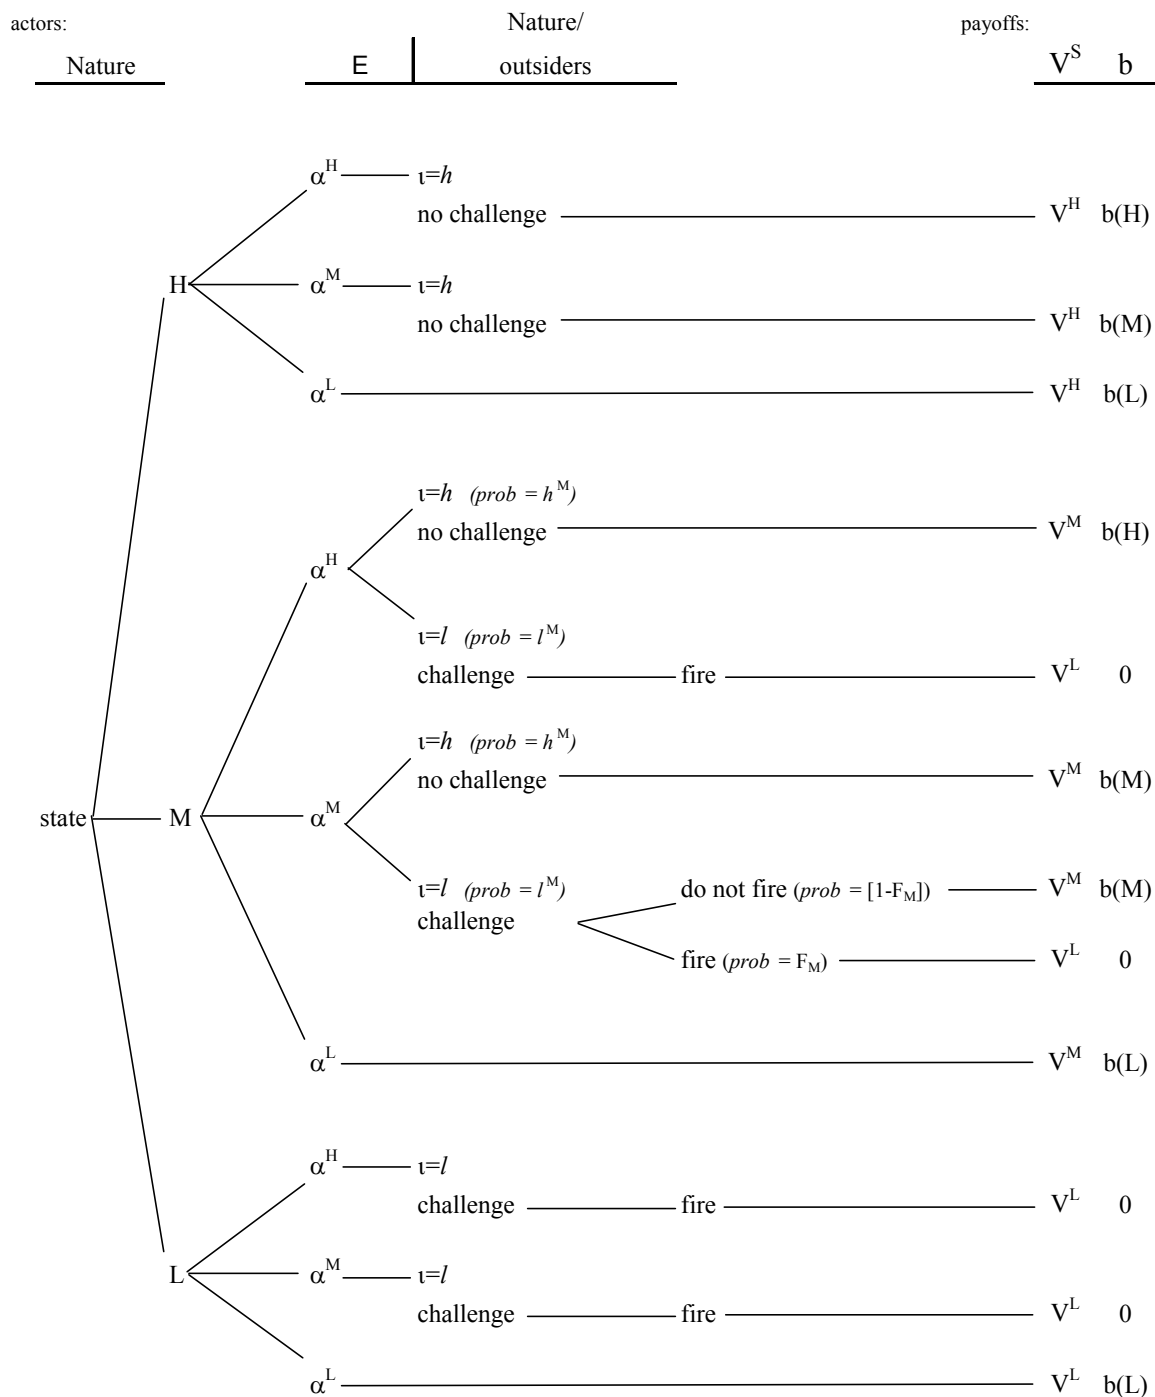 actors: Nature/ payoffs:
Nature E outsiders V^S b
α^H ι=h
no challenge V^H b(H)
H α^M ι=h
no challenge V^H b(M)
α^L V^H b(L)
ι=h (prob = h^M)
no challenge V^M b(H)
α^H
ι=l (prob = l^M)
challenge fire V^L 0
ι=h (prob = h^M)
no challenge V^M b(M)
state M α^M
ι=l (prob = l^M) do not fire (prob = [1-F_M]) V^M b(M)
challenge
fire (prob = F_M) V^L 0
α^L V^M b(L)
α^H ι=l
challenge fire V^L 0
L α^M ι=l
challenge fire V^L 0
α^L V^L b(L)